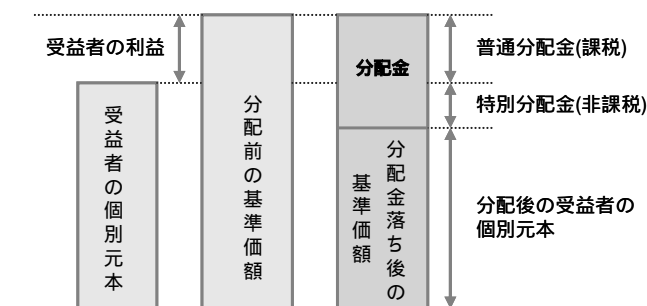 受益者の利益
受益者の個別元本
分配前の基準価額
分配金
分配金落ち後の
基準価額
普通分配金(課税)
特別分配金(非課税)
分配後の受益者の
個別元本